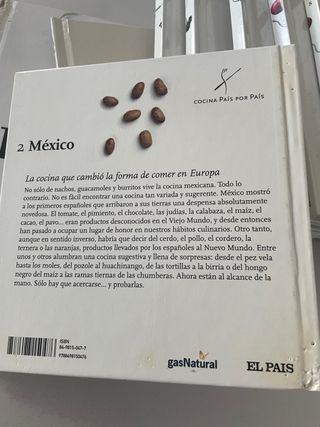 COCINA PAÍS POR PAÍS
2 México
La cocina que cambió la forma de comer en Europa
No sólo de nachos, guacamoles y burritos vive la cocina mexicana. Todo lo
contrario. No es fácil encontrar una cocina tan variada y sugerente. México mostró
a los primeros españoles que arribaron a sus tierras una despensa absolutamente
novedosa. El tomate, el pimiento, el chocolate, las judías, la calabaza, el maíz, el
cacao, el pavo... eran productos desconocidos en el Viejo Mundo, y desde entonces
han pasado a ocupar un lugar de honor en nuestros hábitos culinarios. Otro tanto,
aunque en sentido inverso, habría que decir del cerdo, el pollo, el cordero, la
ternera o las naranjas, productos llevados por los españoles al Nuevo Mundo. Entre
unos y otros alumbran una cocina sugestiva y llena de sorpresas: desde el pez vela
hasta los moles, del pozole al huachinango, de las tortillas a la birria o del hongo
negro del maíz a las ramas tiernas de las chumberas. Ahora están al alcance de la
mano. Sólo hay que acercarse... y probarlas.
ISBN
84-9815-047-7
9788498150476
gasNatural
EL PAIS